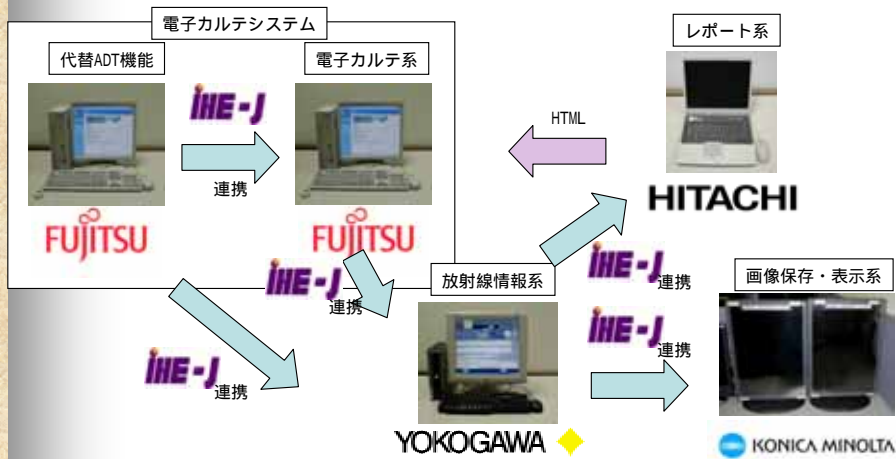 電子カルテシステム
代替ADT機能
電子カルテ系
レポート系
IHE-J
連携
HTML
FUJITSU
FUJITSU
HITACHI
IHE-J
連携
放射線情報系
IHE-J
連携
画像保存・表示系
IHE-J
連携
IHE-J
連携
YOKOGAWA
KONICA MINOLTA